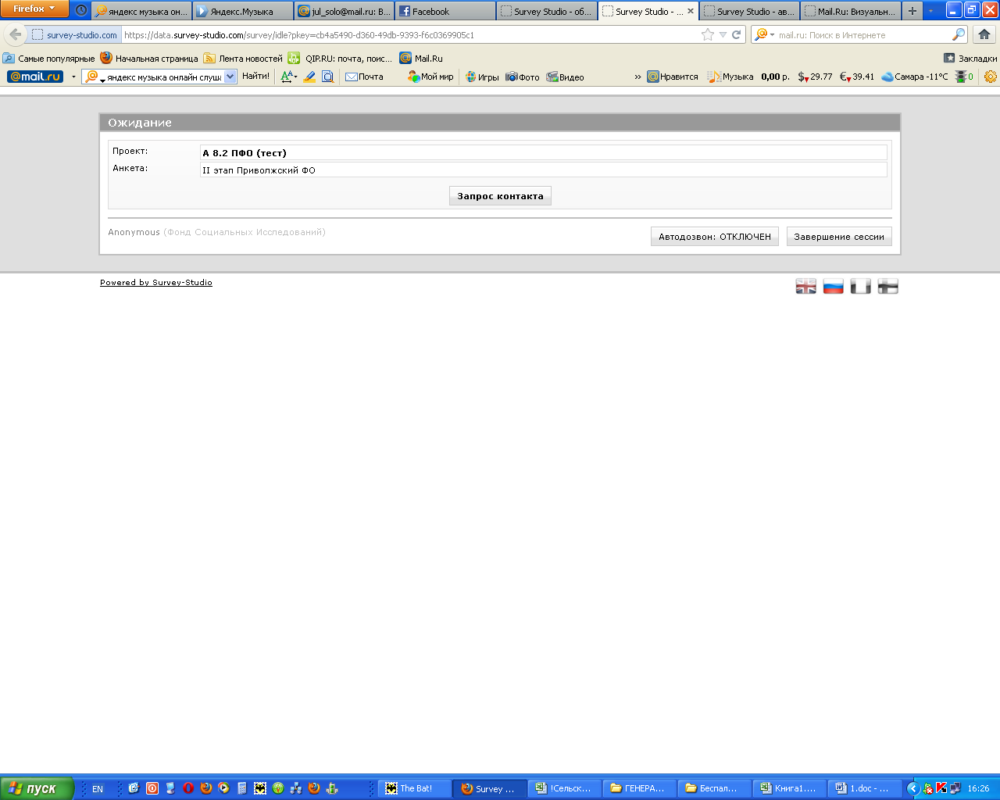 Firefox
яндекс музыка он...
Яндекс.Музыка
jul_solo@mail.ru: В...
Facebook
Survey Studio - об...
Survey Studio - ...
Survey Studio - ав...
Mail.Ru: Визуальн...
survey-studio.com
https://data.survey-studio.com/survey/idle?pkey=cb4a5490-d360-49db-9393-f6c0369905c1
mail.ru: Поиск в Интернете
Самые популярные
Начальная страница
Лента новостей
QIP.RU: почта, поис...
Mail.Ru
Закладки
@mail.ru
яндекс музыка онлайн слуша
Найти!
Почта
Мой мир
Игры
Фото
Видео
»
Нравится
Музыка
0,00 р.
$ 29.77
€ 39.41
Самара -11°C
0
Ожидание
Проект:
А 8.2 ПФО (тест)
Анкета:
II этап Приволжский ФО
Запрос контакта
Anonymous (Фонд Социальных Исследований)
Автодозвон: ОТКЛЮЧЕН
Завершение сессии
Powered by Survey-Studio
пуск
EN
The Bat!
Survey ...
!Сельск...
ГЕНЕРА...
Беспал...
Книга1....
1.doc - ...
16:26